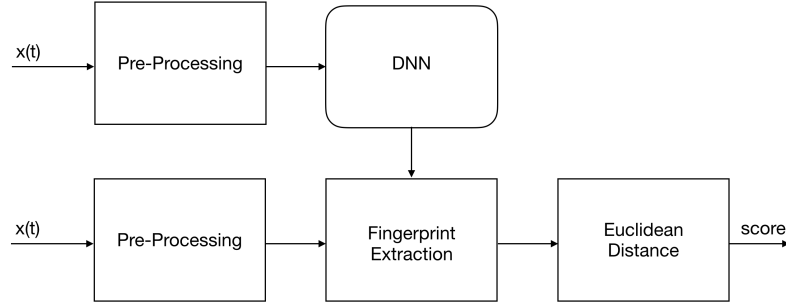 x(t)
Pre-Processing
DNN
x(t)
Pre-Processing
Fingerprint
Extraction
Euclidean
Distance
score